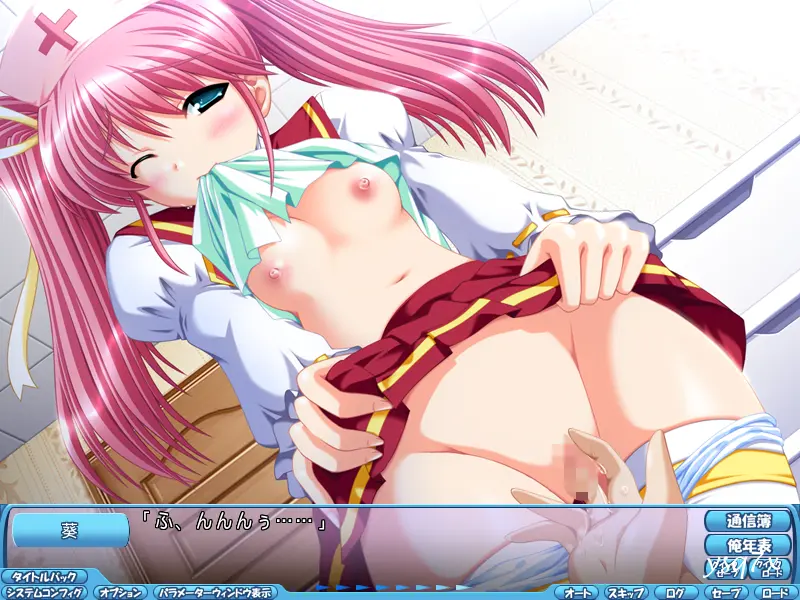 葵
「ふ、んんんぅ……」
通信簿
俺年表
タイトルバック
システムコンフィグ
オプション
パラメーターウィンドウ表示
オート
スキップ
ログ
セーブ
ロード